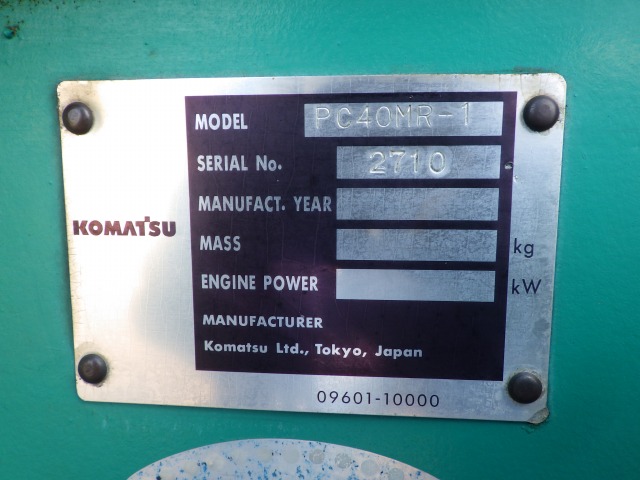 KOMATSU
MODEL PC40MR-1
SERIAL No. 2710
MANUFACT. YEAR
MASS kg
ENGINE POWER kW
MANUFACTURER
Komatsu Ltd., Tokyo, Japan
09601-10000